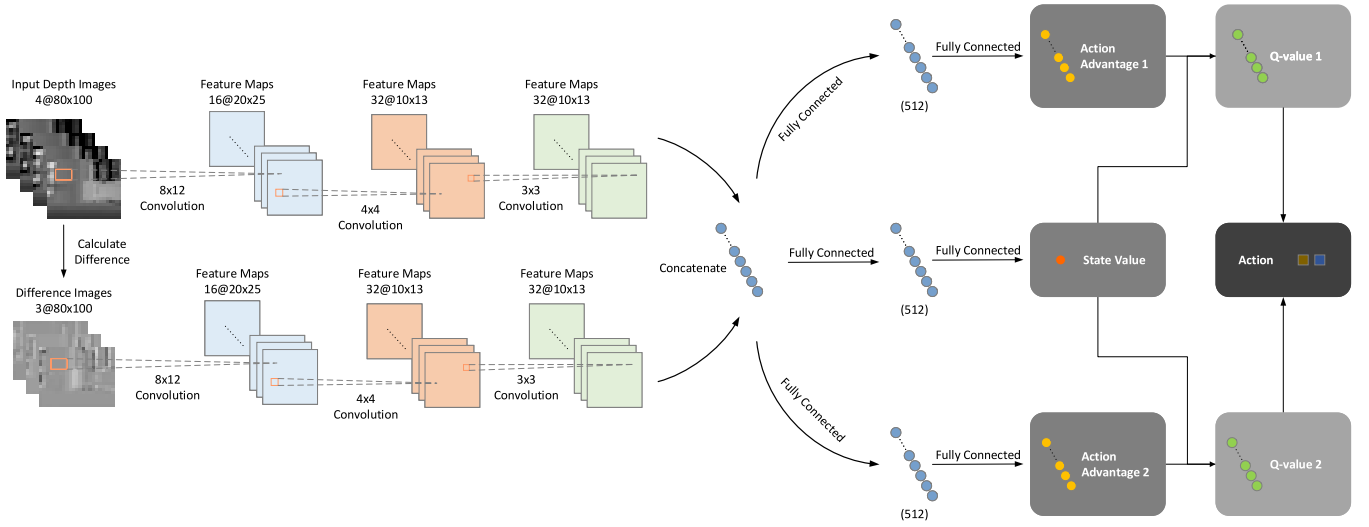 Input Depth Images
4@80x100
Feature Maps
16@20x25
Feature Maps
32@10x13
Feature Maps
32@10x13
8x12
Convolution
4x4
Convolution
3x3
Convolution
Calculate
Difference
Difference Images
3@80x100
Feature Maps
16@20x25
Feature Maps
32@10x13
Feature Maps
32@10x13
8x12
Convolution
4x4
Convolution
3x3
Convolution
Concatenate
Fully Connected
(512)
Fully Connected
Action
Advantage 1
Q-value 1
Fully Connected
(512)
Fully Connected
State Value
Action
Fully Connected
(512)
Fully Connected
Action
Advantage 2
Q-value 2